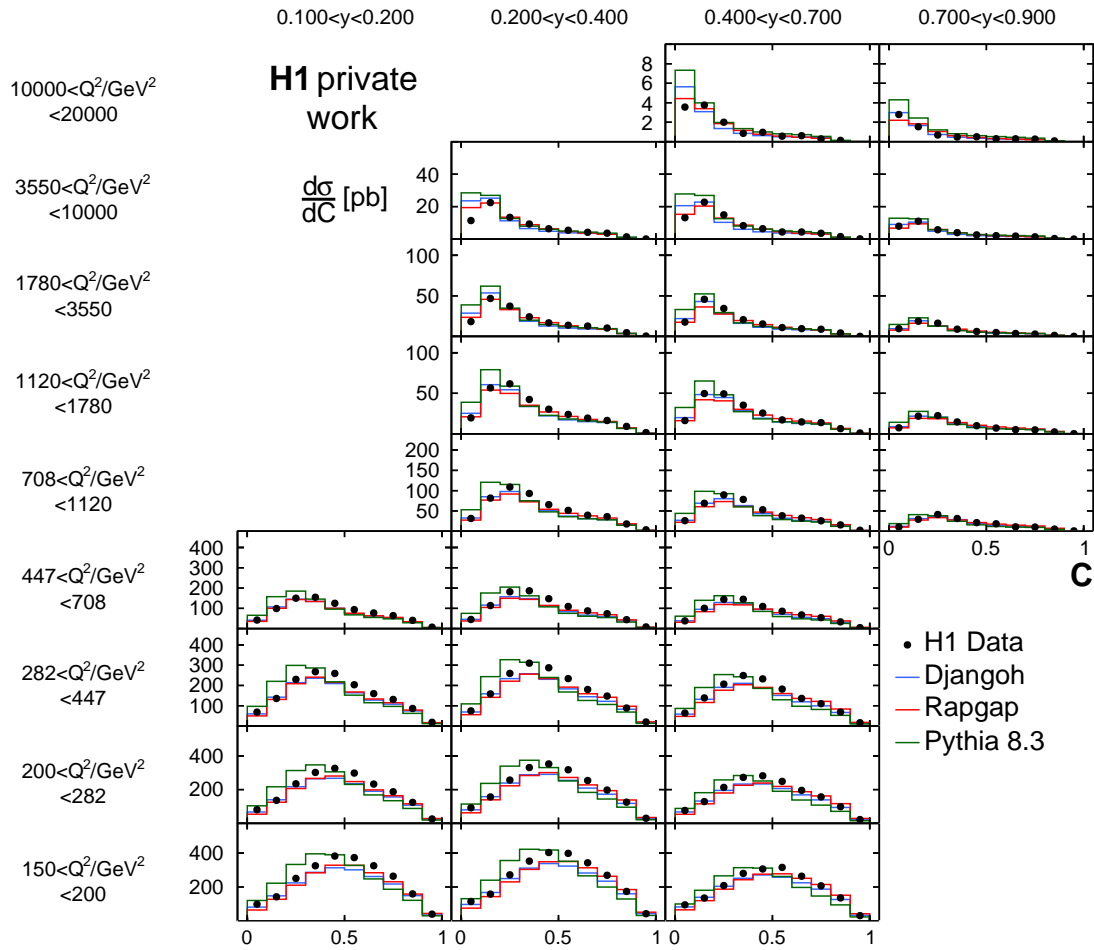 0.100<y<0.200 0.200<y<0.400 0.400<y<0.700 0.700<y<0.900
10000<Q²/GeV²
<20000
H1 private
work
8
6
4
2
3550<Q²/GeV²
<10000
dσ
dC [pb]
40
20
1780<Q²/GeV²
<3550
100
50
1120<Q²/GeV²
<1780
100
50
708<Q²/GeV²
<1120
200
150
100
50
0 0.5 1
C
447<Q²/GeV²
<708
400
300
200
100
282<Q²/GeV²
<447
400
300
200
100
H1 Data
Djangoh
Rapgap
Pythia 8.3
200<Q²/GeV²
<282
400
200
150<Q²/GeV²
<200
400
200
0 0.5 1 0 0.5 1 0 0.5 1